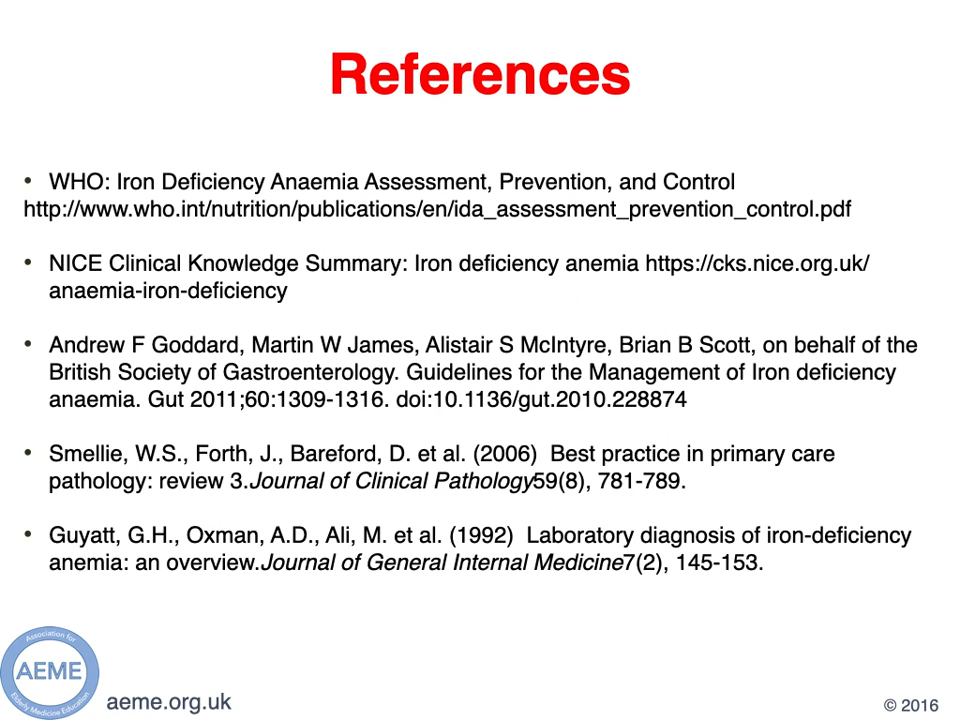 References
• WHO: Iron Deficiency Anaemia Assessment, Prevention, and Control
http://www.who.int/nutrition/publications/en/ida_assessment_prevention_control.pdf
• NICE Clinical Knowledge Summary: Iron deficiency anemia https://cks.nice.org.uk/
anaemia-iron-deficiency
• Andrew F Goddard, Martin W James, Alistair S McIntyre, Brian B Scott, on behalf of the
British Society of Gastroenterology. Guidelines for the Management of Iron deficiency
anaemia. Gut 2011;60:1309-1316. doi:10.1136/gut.2010.228874
• Smellie, W.S., Forth, J., Bareford, D. et al. (2006)  Best practice in primary care
pathology: review 3.Journal of Clinical Pathology59(8), 781-789.
• Guyatt, G.H., Oxman, A.D., Ali, M. et al. (1992)  Laboratory diagnosis of iron-deficiency
anemia: an overview.Journal of General Internal Medicine7(2), 145-153.
Association for
AEME
Elderly Medicine Education
aeme.org.uk
© 2016